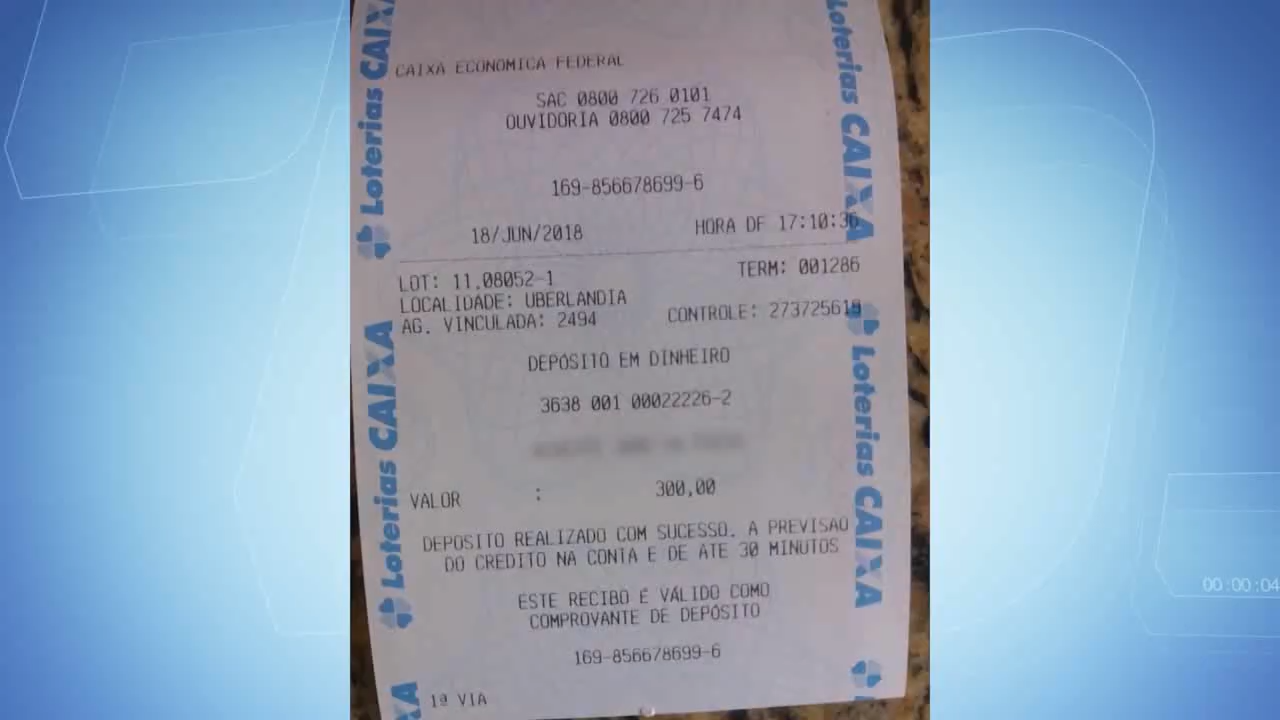 CAIXA ECONOMICA FEDERAL
SAC 0800 726 0101
OUVIDORIA 0800 725 7474
169-856678699-6
18/JUN/2018 HORA DF 17:10:36
LOT: 11.08052-1 TERM: 001286
LOCALIDADE: UBERLANDIA
AG. VINCULADA: 2494 CONTROLE: 273725619
DEPÓSITO EM DINHEIRO
3638 001 00022226-2
VALOR : 300,00
DEPOSITO REALIZADO COM SUCESSO. A PREVISAO
DO CREDITO NA CONTA E DE ATE 30 MINUTOS
ESTE RECIBO É VÁLIDO COMO
COMPROVANTE DE DEPÓSITO
169-856678699-6
1ª VIA
Loterias CAIXA
Loterias CAIXA
CAIXA
Loterias CAIXA
Loterias CAIXA
00:00:04